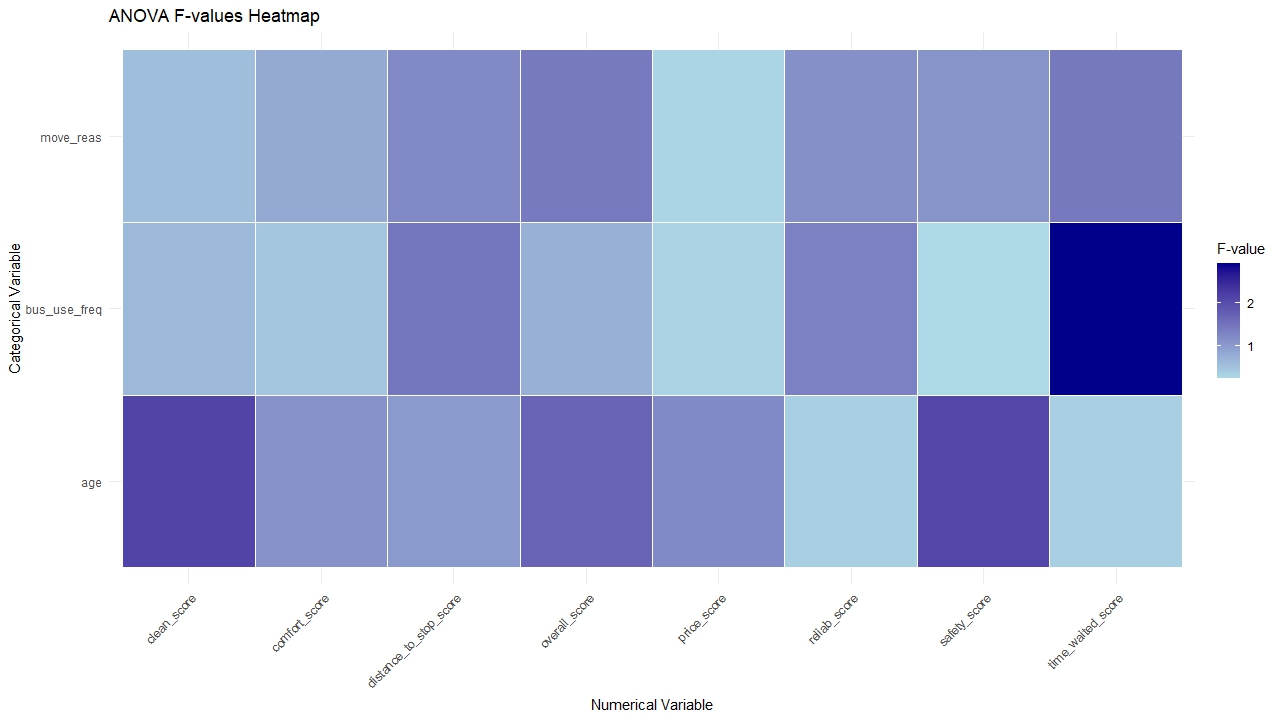 ANOVA F-values Heatmap
Categorical Variable
move_reas
bus_use_freq
age
clean_score
comfort_score
distance_to_stop_score
overall_score
price_score
reliab_score
safety_score
time_waited_score
Numerical Variable
F-value
2
1